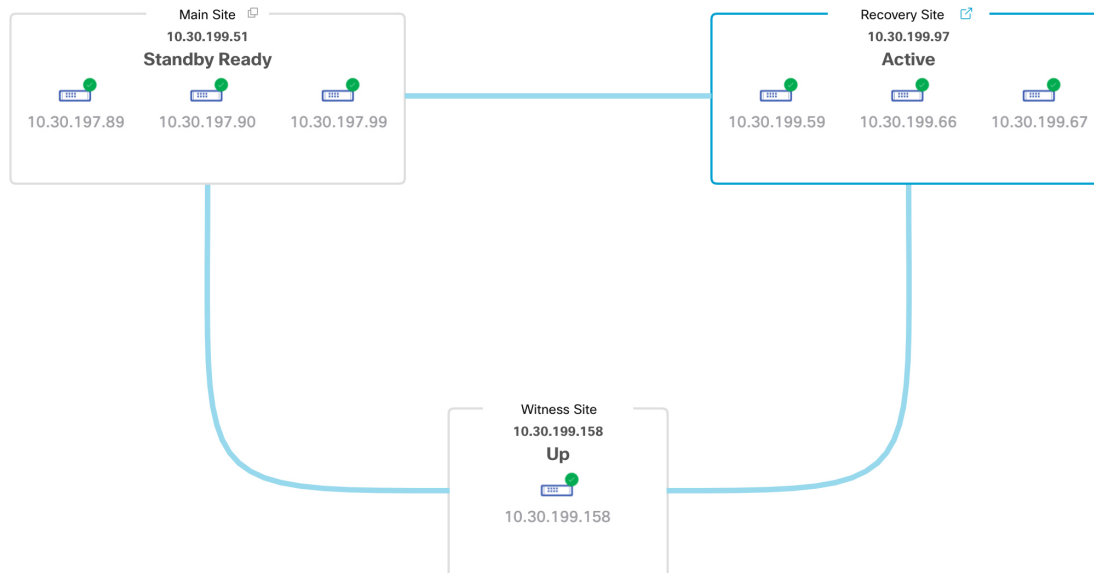 Main Site
10.30.199.51
Standby Ready
10.30.197.89 10.30.197.90 10.30.197.99
Recovery Site
10.30.199.97
Active
10.30.199.59 10.30.199.66 10.30.199.67
Witness Site
10.30.199.158
Up
10.30.199.158